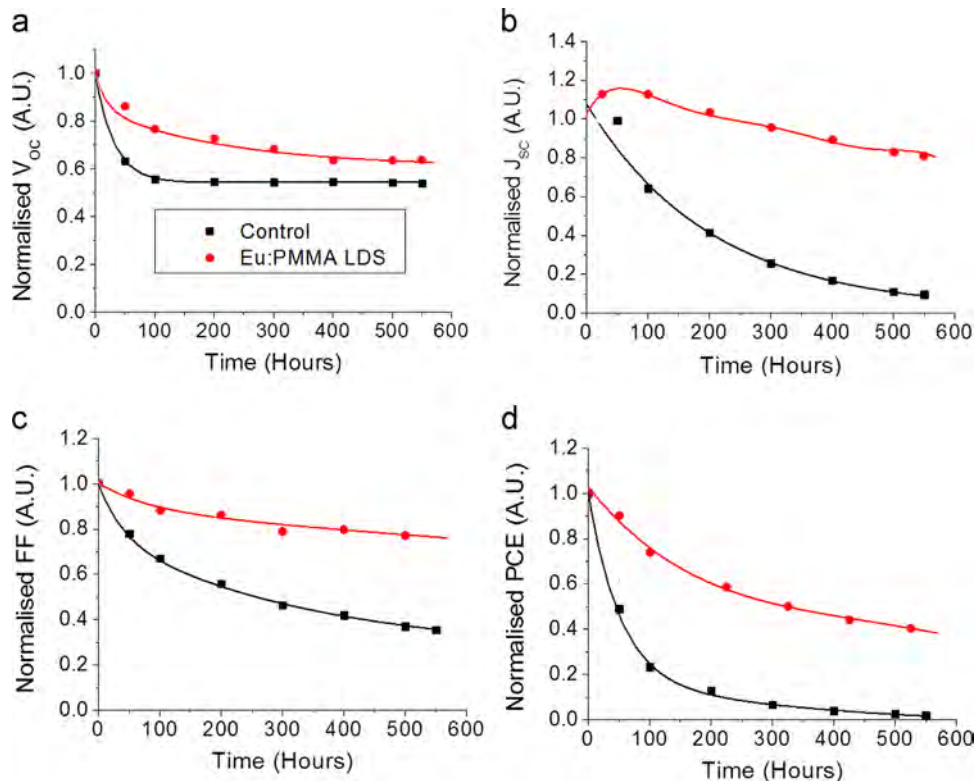 a
Normalised V_oc (A.U.)
1.0
0.8
0.6
0.4
0.2
0.0
Control
Eu:PMMA LDS
0 100 200 300 400 500 600
Time (Hours)
b
Normalised J_sc (A.U.)
1.4
1.2
1.0
0.8
0.6
0.4
0.2
0.0
0 100 200 300 400 500 600
Time (Hours)
c
Normalised FF (A.U.)
1.2
1.0
0.8
0.6
0.4
0.2
0.0
0 100 200 300 400 500 600
Time (Hours)
d
Normalised PCE (A.U.)
1.2
1.0
0.8
0.6
0.4
0.2
0.0
0 100 200 300 400 500 600
Time (Hours)